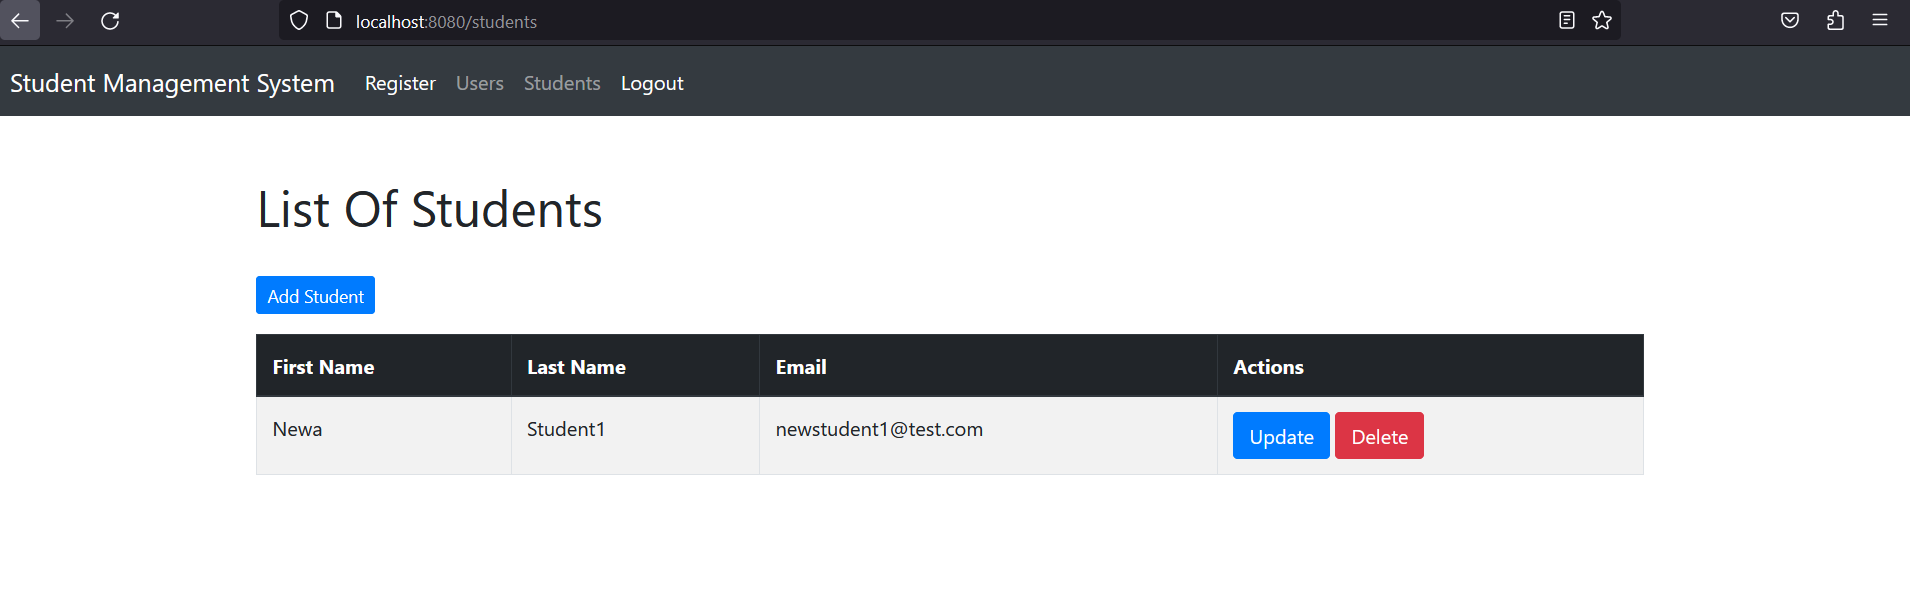 localhost:8080/students
Student Management System Register Users Students Logout
List Of Students
Add Student
First Name Last Name Email Actions
Newa Student1 newstudent1@test.com Update Delete